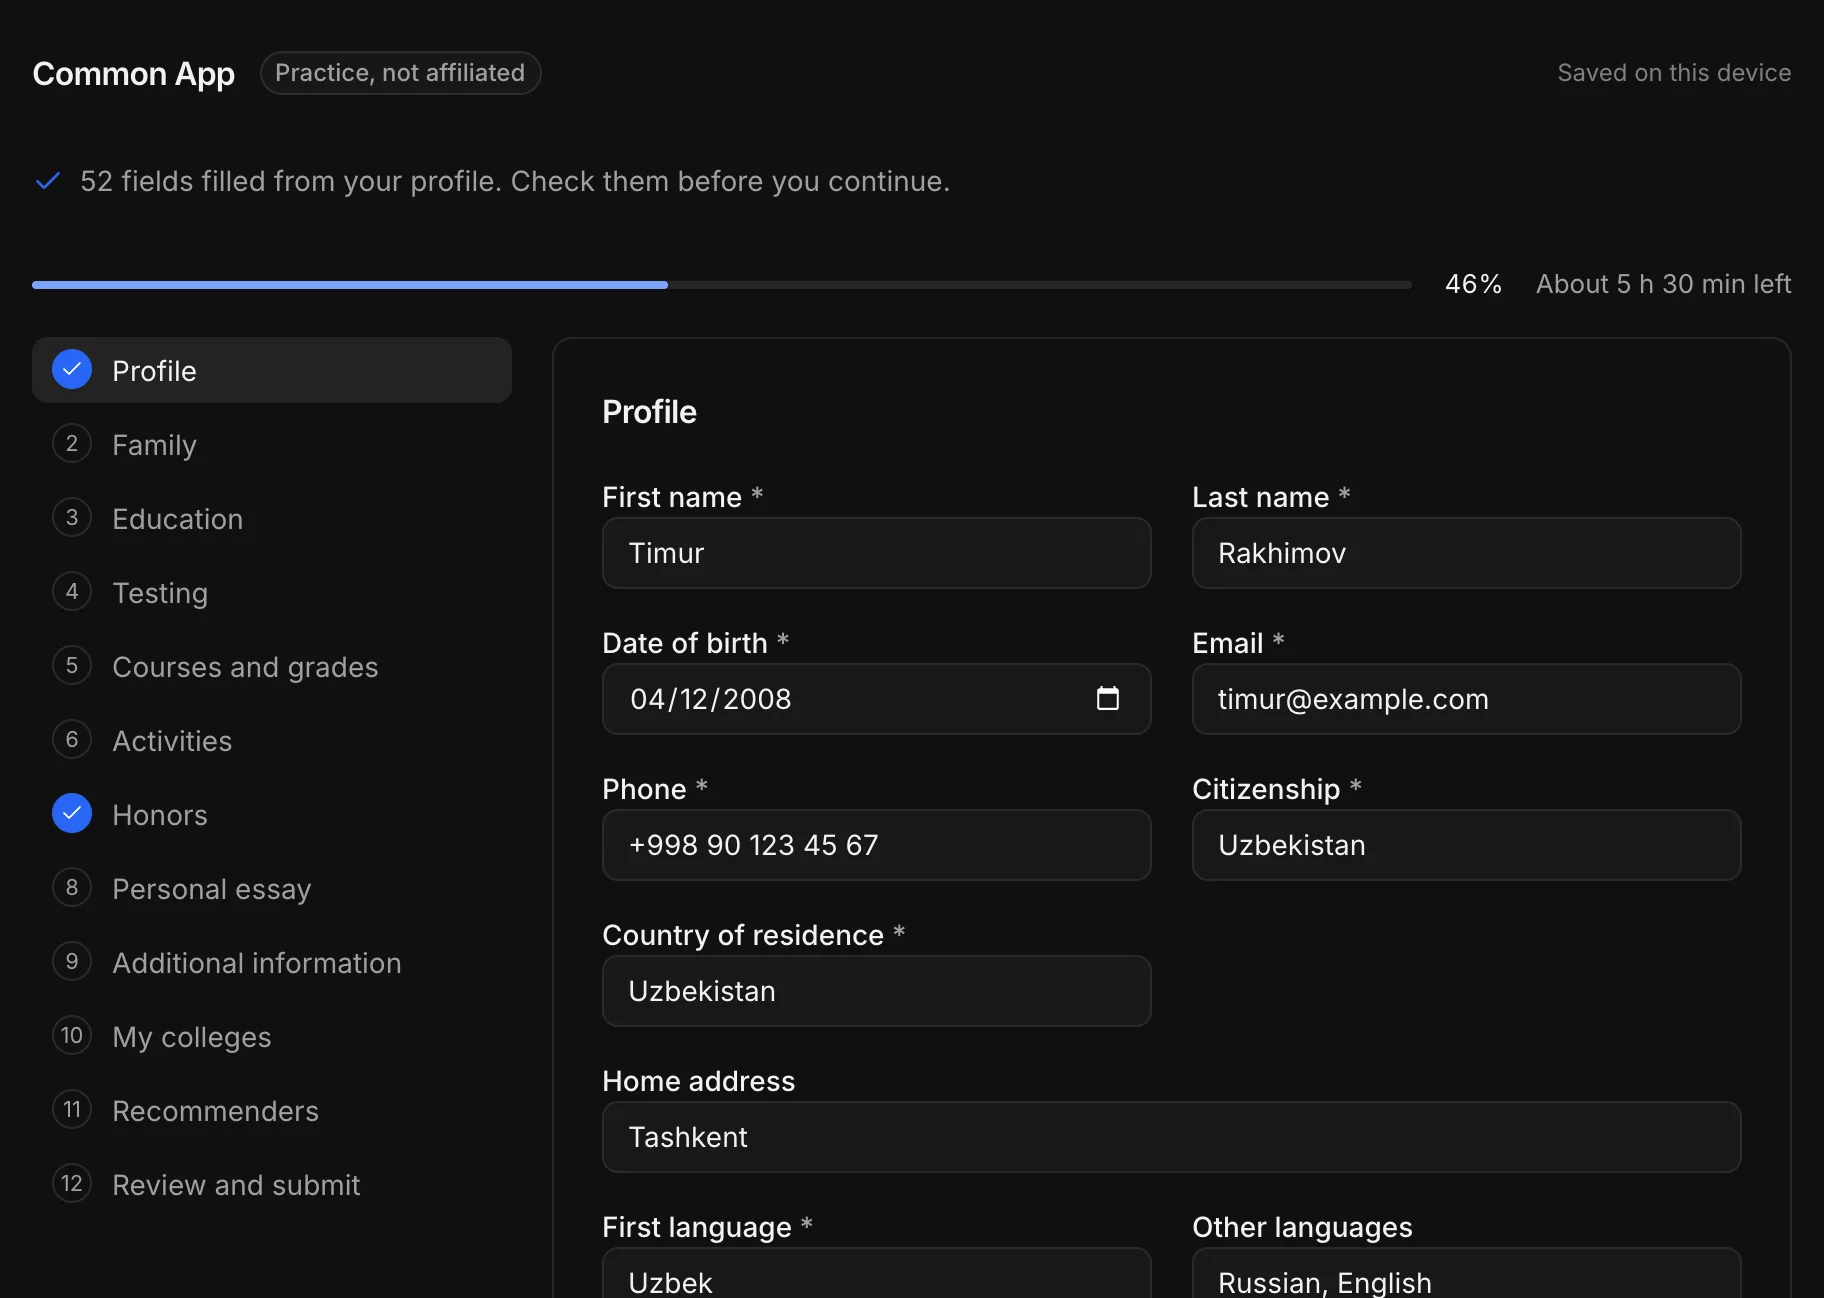 Common App
Practice, not affiliated
Saved on this device
52 fields filled from your profile. Check them before you continue.
46%
About 5 h 30 min left
Profile
2 Family
3 Education
4 Testing
5 Courses and grades
6 Activities
Honors
8 Personal essay
9 Additional information
10 My colleges
11 Recommenders
12 Review and submit
Profile
First name *
Timur
Last name *
Rakhimov
Date of birth *
04/12/2008
Email *
timur@example.com
Phone *
+998 90 123 45 67
Citizenship *
Uzbekistan
Country of residence *
Uzbekistan
Home address
Tashkent
First language *
Uzbek
Other languages
Russian, English